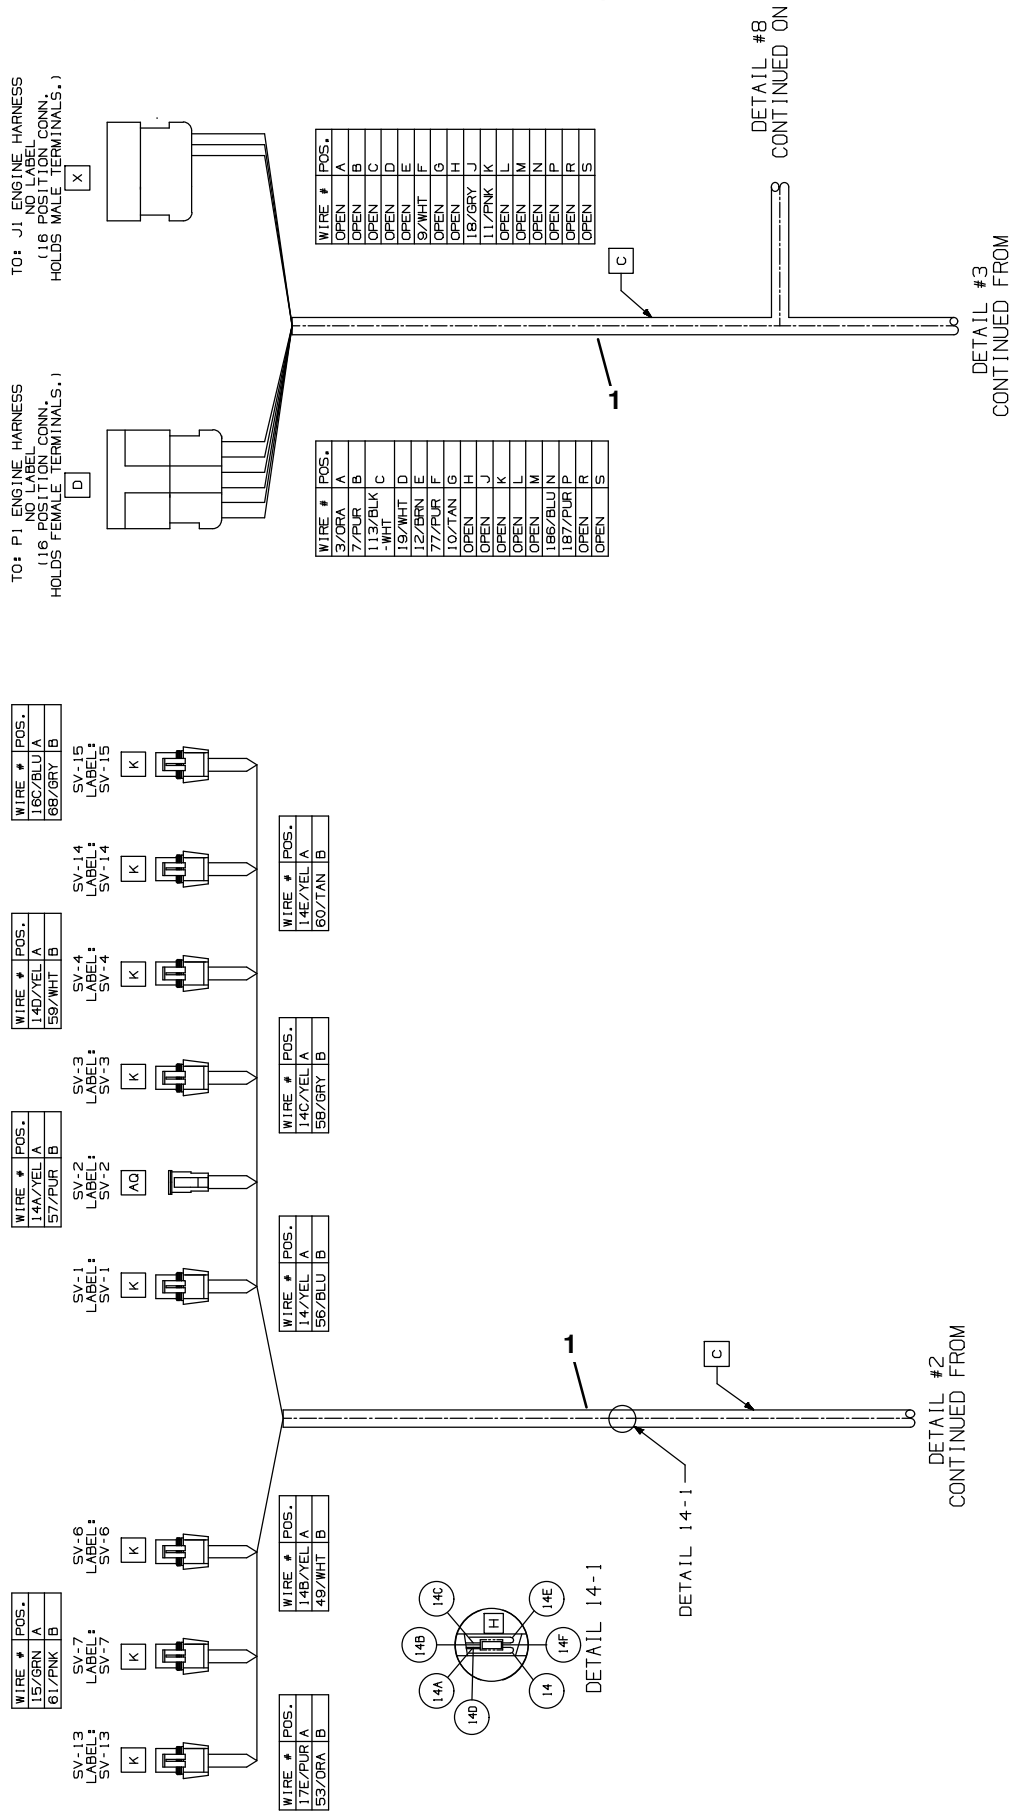 TO: P1 ENGINE HARNESS
NO LABEL
(16 POSITION CONN.
HOLDS FEMALE TERMINALS.)
D
WIRE # POS.
3/ORA A
7/PUR B
113/BLK C
-WHT
19/WHT D
12/BRN E
77/PUR F
10/TAN G
OPEN H
OPEN J
OPEN K
OPEN L
OPEN M
186/BLU N
187/PUR P
OPEN R
OPEN S
TO: J1 ENGINE HARNESS
NO LABEL
(16 POSITION CONN.
HOLDS MALE TERMINALS.)
X
WIRE # POS.
OPEN A
OPEN B
OPEN C
OPEN D
OPEN E
9/WHT F
OPEN G
OPEN H
18/GRY J
11/PNK K
OPEN L
OPEN M
OPEN N
OPEN P
OPEN R
OPEN S
1
C
DETAIL #8
CONTINUED ON
DETAIL #3
CONTINUED FROM
SV-13
LABEL:
SV-13
K
WIRE # POS.
17E/PUR A
53/ORA B
WIRE # POS.
15/GRN A
61/PNK B
SV-7
LABEL:
SV-7
K
SV-6
LABEL:
SV-6
K
WIRE # POS.
14B/YEL A
49/WHT B
SV-1
LABEL:
SV-1
K
WIRE # POS.
14/YEL A
56/BLU B
WIRE # POS.
14A/YEL A
57/PUR B
SV-2
LABEL:
SV-2
AQ
SV-3
LABEL:
SV-3
K
WIRE # POS.
14C/YEL A
58/GRY B
WIRE # POS.
14D/YEL A
59/WHT B
SV-4
LABEL:
SV-4
K
SV-14
LABEL:
SV-14
K
WIRE # POS.
14E/YEL A
60/TAN B
WIRE # POS.
16C/BLU A
68/GRY B
SV-15
LABEL:
SV-15
K
14A
14B
14C
14D
H
14
14F
14E
DETAIL 14-1
DETAIL 14-1
1
C
DETAIL #2
CONTINUED FROM